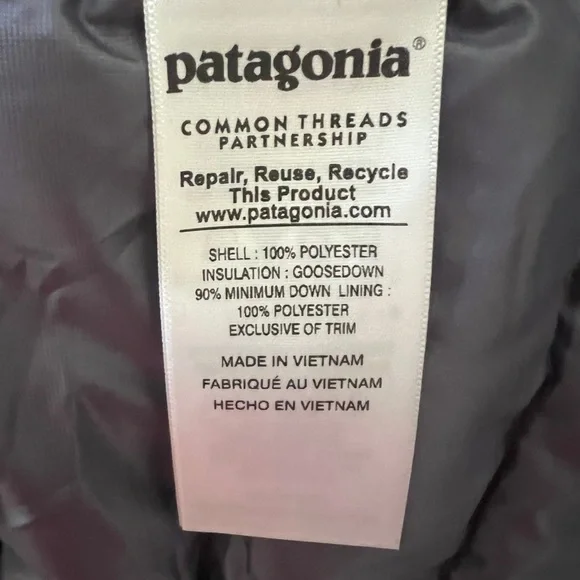 patagonia®
COMMON THREADS
PARTNERSHIP
Repair, Reuse, Recycle
This Product
www.patagonia.com
SHELL : 100% POLYESTER
INSULATION : GOOSEDOWN
90% MINIMUM DOWN LINING :
100% POLYESTER
EXCLUSIVE OF TRIM
MADE IN VIETNAM
FABRIQUÉ AU VIETNAM
HECHO EN VIETNAM